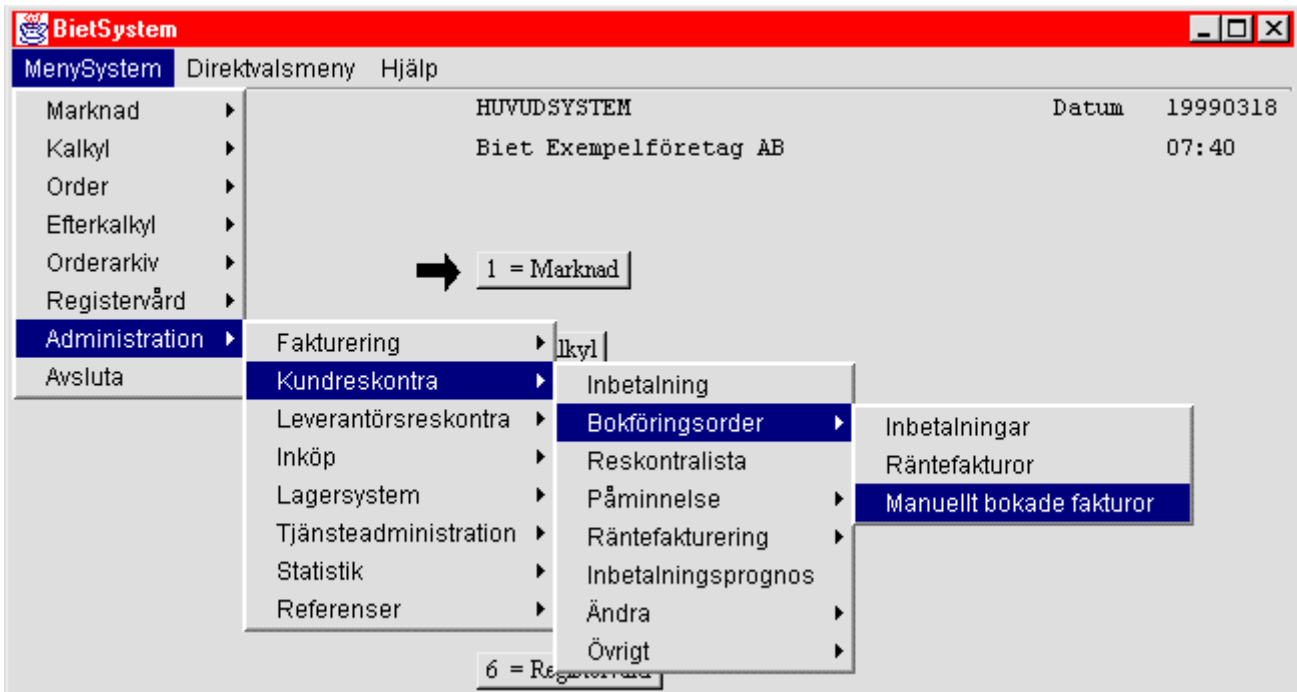 BietSystem
MenySystem Direktvalsmeny Hjälp
HUVUDSYSTEM Datum 19990318
Biet Exempelföretag AB 07:40
1 = Marknad
lkyl
6 =
Marknad
Kalkyl
Order
Efterkalkyl
Orderarkiv
Registervård
Administration
Avsluta
Fakturering
Kundreskontra
Leverantörsreskontra
Inköp
Lagersystem
Tjänsteadministration
Statistik
Referenser
Inbetalning
Bokföringsorder
Reskontralista
Påminnelse
Räntefakturering
Inbetalningsprognos
Ändra
Övrigt
Inbetalningar
Räntefakturor
Manuellt bokade fakturor